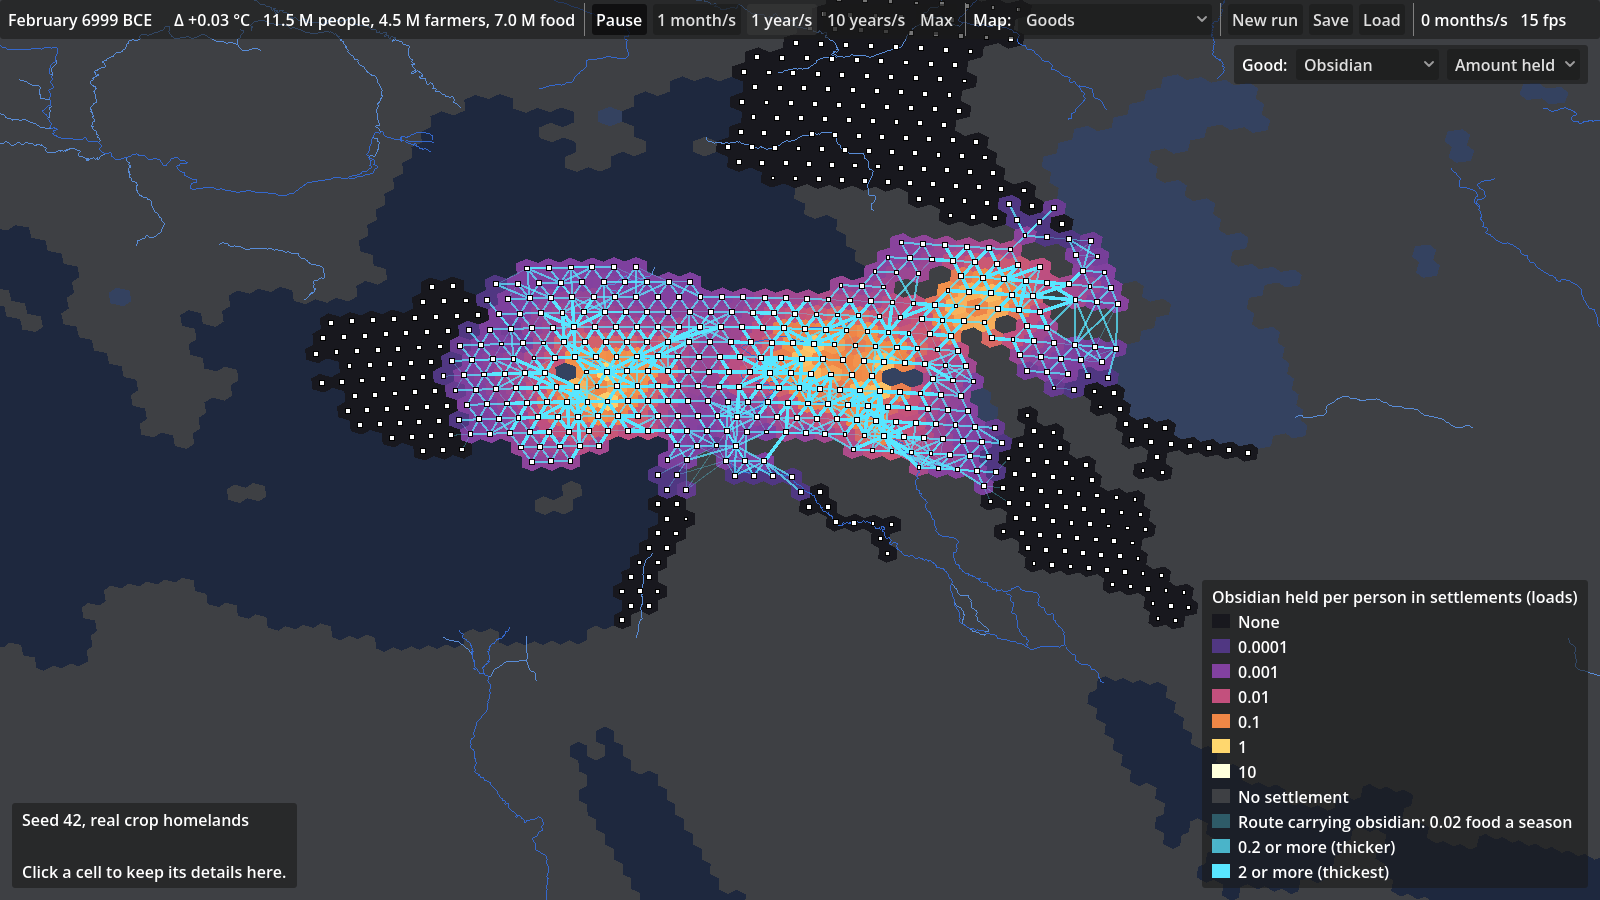 February 6999 BCE Δ +0.03 °C 11.5 M people, 4.5 M farmers, 7.0 M food Pause 1 month/s 1 year/s 10 years/s Max Map: Goods New run Save Load 0 months/s 15 fps
Good: Obsidian Amount held
Obsidian held per person in settlements (loads)
None
0.0001
0.001
0.01
0.1
1
10
No settlement
Route carrying obsidian: 0.02 food a season
0.2 or more (thicker)
2 or more (thickest)
Seed 42, real crop homelands
Click a cell to keep its details here.